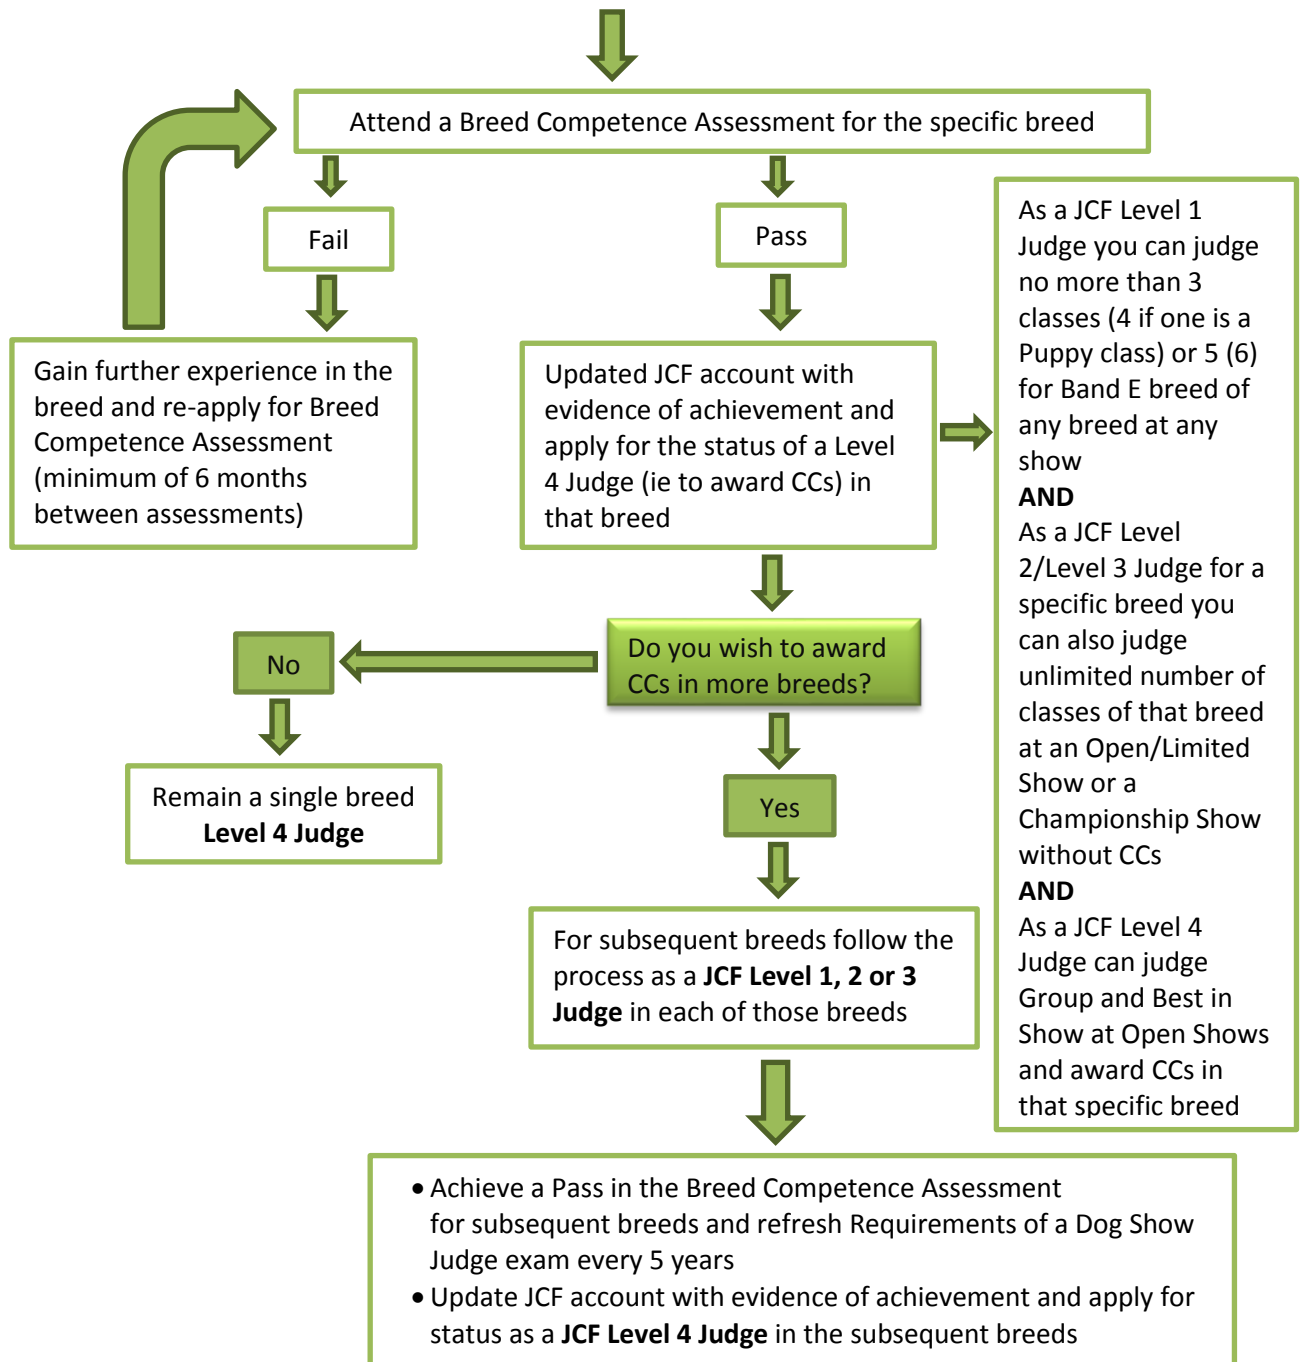 Attend a Breed Competence Assessment for the specific breed
Fail
Pass
Gain further experience in the
breed and re-apply for Breed
Competence Assessment
(minimum of 6 months
between assessments)
Updated JCF account with
evidence of achievement and
apply for the status of a Level
4 Judge (ie to award CCs) in
that breed
As a JCF Level 1
Judge you can judge
no more than 3
classes (4 if one is a
Puppy class) or 5 (6)
for Band E breed of
any breed at any
show
AND
As a JCF Level
2/Level 3 Judge for a
specific breed you
can also judge
unlimited number of
classes of that breed
at an Open/Limited
Show or a
Championship Show
without CCs
AND
As a JCF Level 4
Judge can judge
Group and Best in
Show at Open Shows
and award CCs in
that specific breed
Do you wish to award
CCs in more breeds?
No
Remain a single breed
Level 4 Judge
Yes
For subsequent breeds follow the
process as a JCF Level 1, 2 or 3
Judge in each of those breeds
• Achieve a Pass in the Breed Competence Assessment
for subsequent breeds and refresh Requirements of a Dog Show
Judge exam every 5 years
• Update JCF account with evidence of achievement and apply for
status as a JCF Level 4 Judge in the subsequent breeds